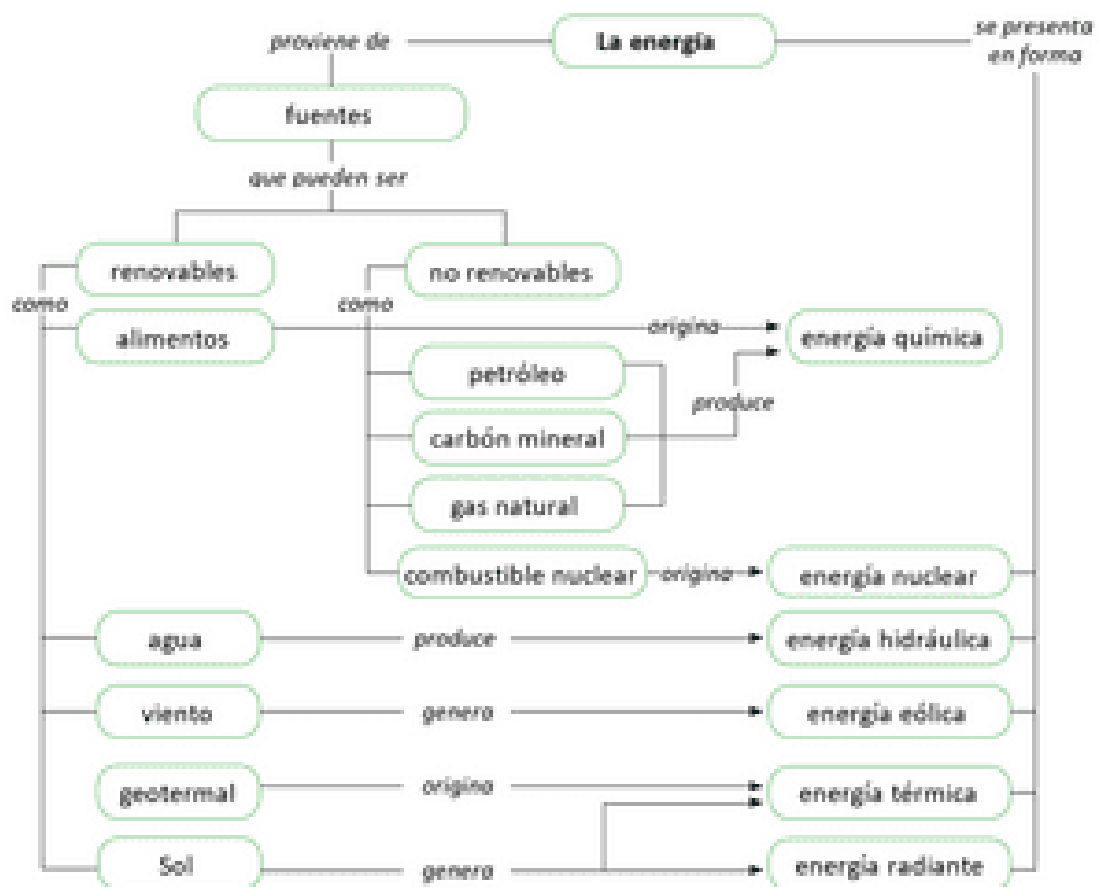 proviene de
La energía
se presenta
en forma
fuentes
que pueden ser
renovables
no renovables
como
como
alimentos
origina
energía química
petróleo
produce
carbón mineral
gas natural
combustible nuclear
origina
energía nuclear
agua
produce
energía hidráulica
viento
genera
energía eólica
geotermal
origina
energía térmica
Sol
genera
energía radiante